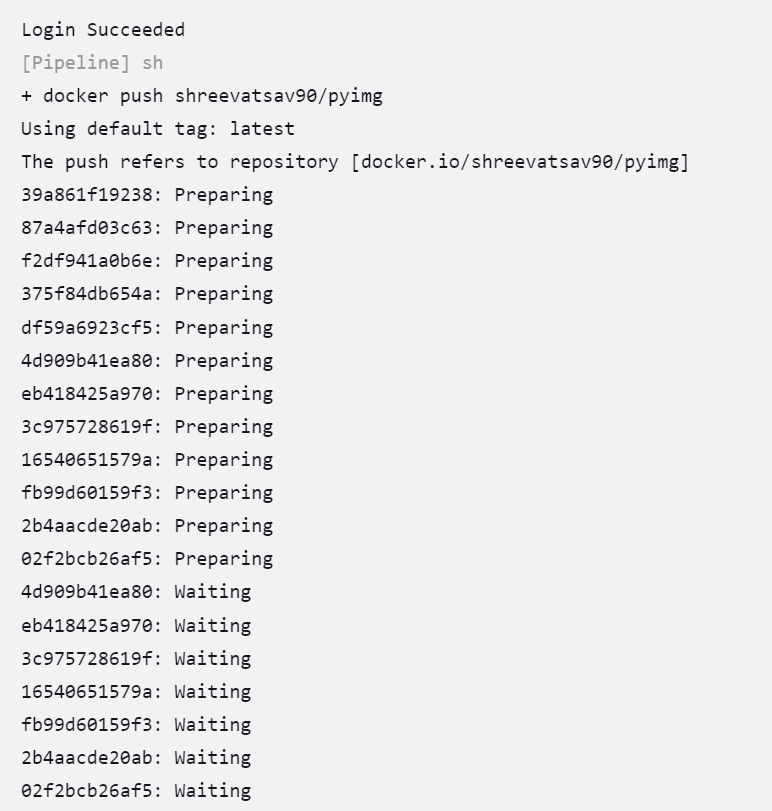 Login Succeeded
[Pipeline] sh
+ docker push shreevatsav90/pyimg
Using default tag: latest
The push refers to repository [docker.io/shreevatsav90/pyimg]
39a861f19238: Preparing
87a4afd03c63: Preparing
f2df941a0b6e: Preparing
375f84db654a: Preparing
df59a6923cf5: Preparing
4d909b41ea80: Preparing
eb418425a970: Preparing
3c975728619f: Preparing
16540651579a: Preparing
fb99d60159f3: Preparing
2b4aacde20ab: Preparing
02f2bcb26af5: Preparing
4d909b41ea80: Waiting
eb418425a970: Waiting
3c975728619f: Waiting
16540651579a: Waiting
fb99d60159f3: Waiting
2b4aacde20ab: Waiting
02f2bcb26af5: Waiting